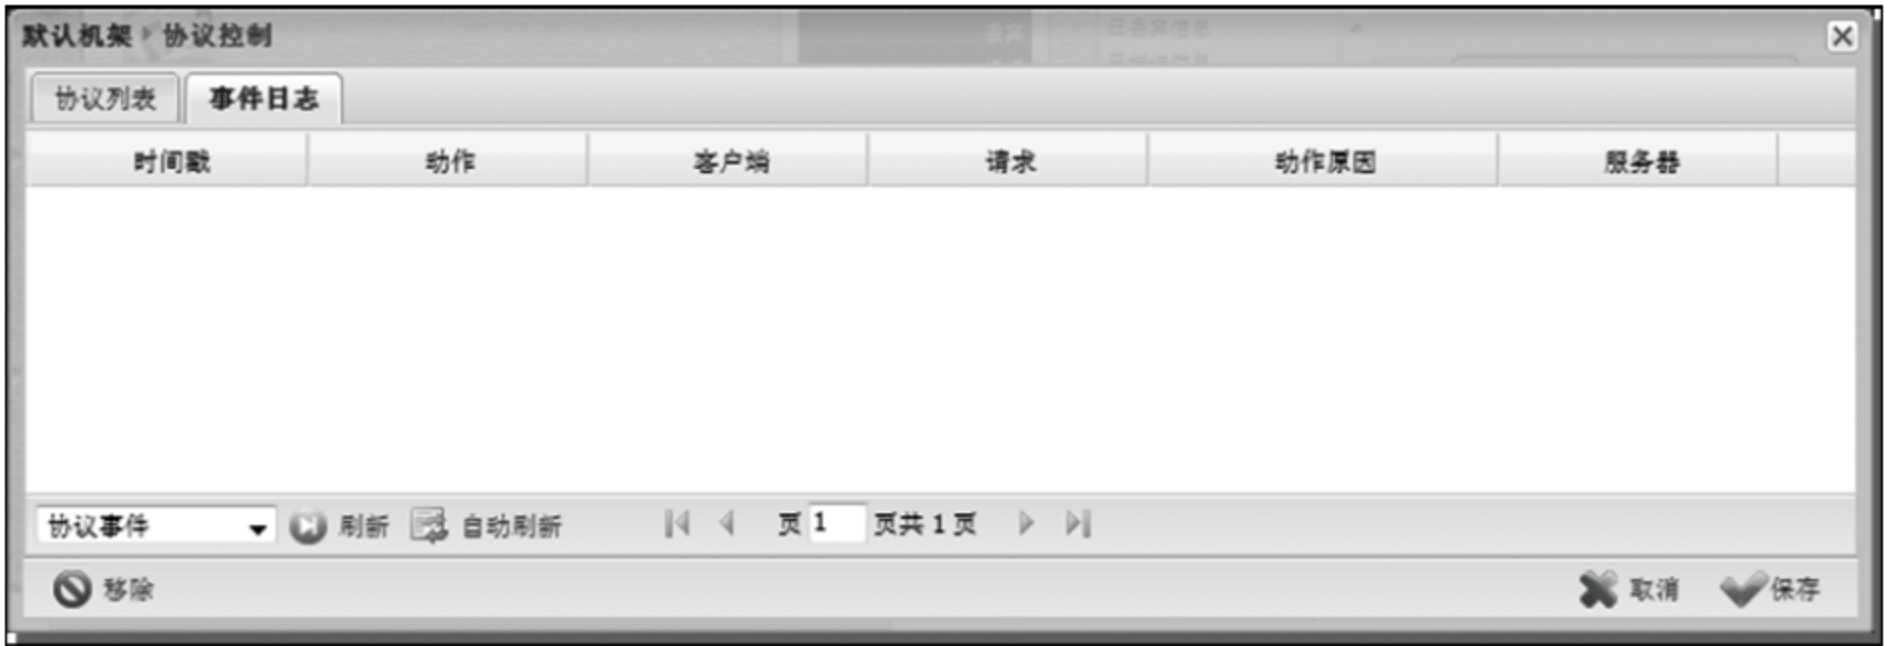 默认机架 协议控制
协议列表 事件日志
时间戳 动作 客户端 请求 动作原因 服务器
协议事件 刷新 自动刷新 页 1 页共 1 页
移除 取消 保存